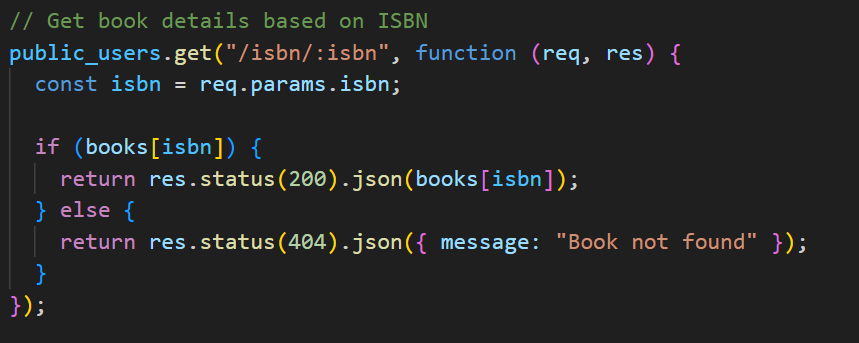 // Get book details based on ISBN
public_users.get("/isbn/:isbn", function (req, res) {
  const isbn = req.params.isbn;

  if (books[isbn]) {
    return res.status(200).json(books[isbn]);
  } else {
    return res.status(404).json({ message: "Book not found" });
  }
});